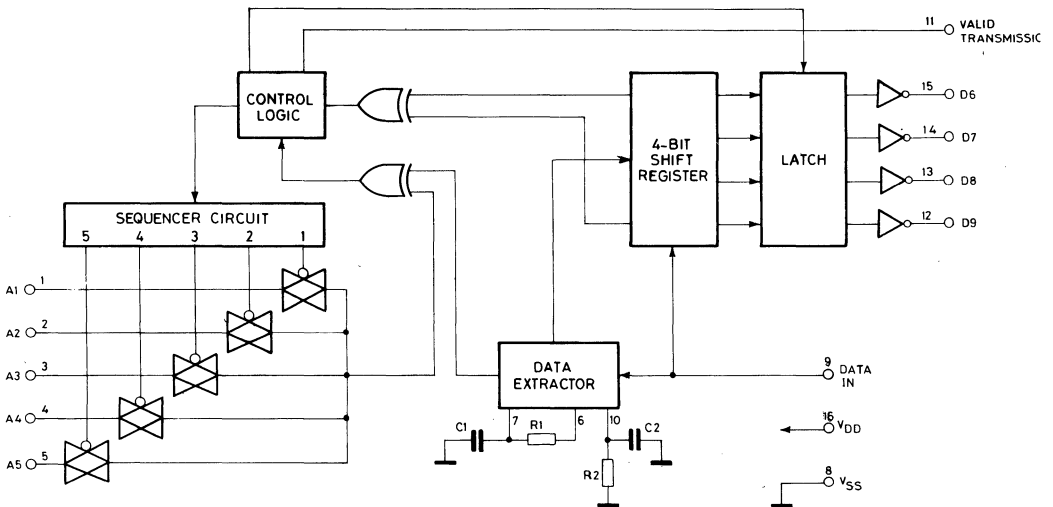 11 VALID
TRANSMISSIC
CONTROL
LOGIC
15 D6
14 D7
13 D8
12 D9
4-BIT
SHIFT
REGISTER
LATCH
SEQUENCER CIRCUIT
5 4 3 2 1
A1 1
A2 2
A3 3
A4 4
A5 5
DATA
EXTRACTOR
9 DATA
IN
7 6 10
C1 R1 C2
R2
16 VDD
8 VSS